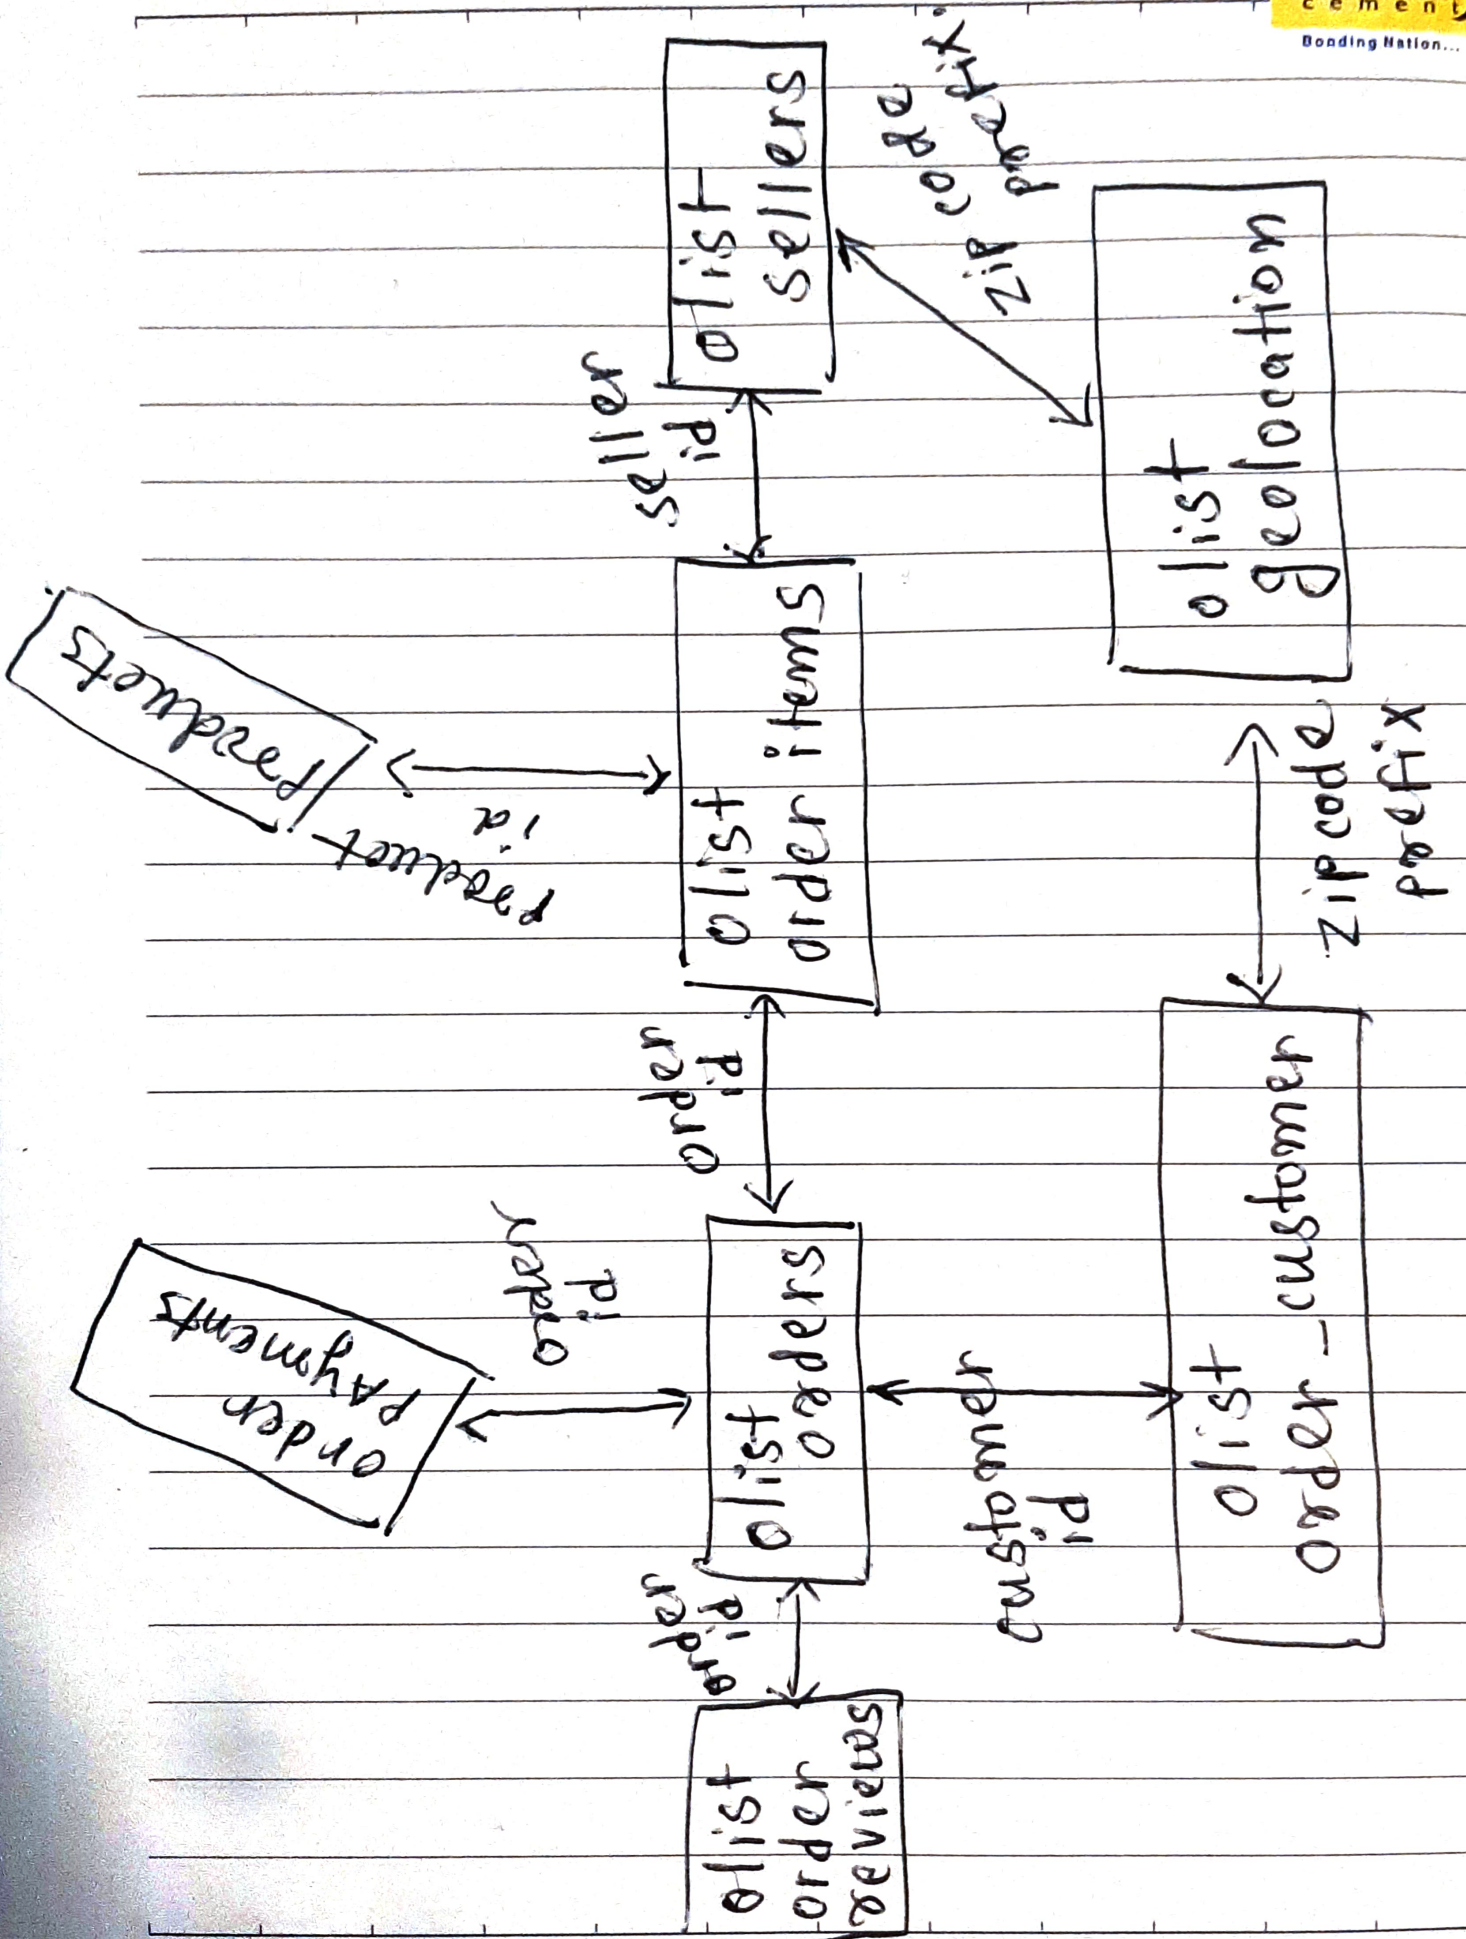 cement
Bonding Nation...
Products
product
id
order
payments
order
id
olist
order
reviews
order
id
olist
orders
order
id
olist
order items
seller
id
olist
sellers
zip code
prefix
customer
id
olist
order_customer
zip code
prefix
olist
geolocation